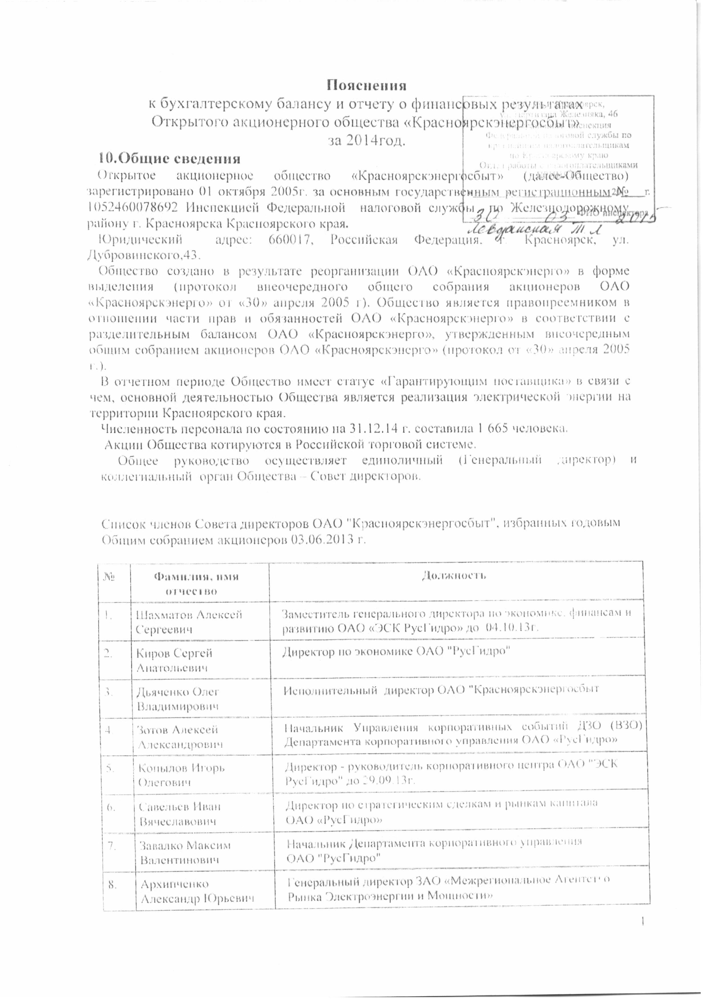 Пояснения
к бухгалтерскому балансу и отчету о финансовых результатах
Открытого акционерного общества «Красноярскэнергосбыт»
за 2014год.
Железняка, 46
службы по
налогоплательщикам
по Красноярскому краю
Отдел работы с налогоплательщиками
10.Общие сведения
Открытое акционерное общество «Красноярскэнергосбыт» (далее-Общество)
зарегистрировано 01 октября 2005г. за основным государственным регистрационным №
1052460078692 Инспекцией Федеральной налоговой службы по Железнодорожному
району г. Красноярска Красноярского края.
г.
ФИО инспектора
30 03 2015
Левданская Т Л
Юридический адрес: 660017, Российская Федерация. г. Красноярск, ул.
Дубровинского,43.
Общество создано в результате реорганизации ОАО «Красноярскэнерго» в форме
выделения (протокол внеочередного общего собрания акционеров ОАО
«Красноярскэнерго» от «30» апреля 2005 г). Общество является правопреемником в
отношении части прав и обязанностей ОАО «Красноярскэнерго» в соответствии с
разделительным балансом ОАО «Красноярскэнерго», утвержденным внеочередным
общим собранием акционеров ОАО «Красноярскэнерго» (протокол от «30» апреля 2005
г.).
В отчетном периоде Общество имеет статус «Гарантирующим поставщика» в связи с
чем, основной деятельностью Общества является реализация электрической энергии на
территории Красноярского края.
Численность персонала по состоянию на 31.12.14 г. составила 1 665 человека.
Акции Общества котируются в Российской торговой системе.
Общее руководство осуществляет единоличный (Генеральный директор) и
коллегиальный орган Общества – Совет директоров.
Список членов Совета директоров ОАО "Красноярскэнергосбыт", избранных годовым
Общим собранием акционеров 03.06.2013 г.
№ Фамилия, имя Должность
отчество
1. Шахматов Алексей Заместитель генерального директора по экономике, финансам и
Сергеевич развитию ОАО «ЭСК РусГидро» до 04.10.13г.
2. Киров Сергей Директор по экономике ОАО "РусГидро"
Анатольевич
3. Дьяченко Олег Исполнительный директор ОАО "Красноярскэнергосбыт
Владимирович
4. Зотов Алексей Начальник Управления корпоративных событий ДЗО (ВЗО)
Александрович Департамента корпоративного управления ОАО «РусГидро»
5. Копылов Игорь Директор - руководитель корпоративного центра ОАО "ЭСК
Олегович РусГидро" до 29.09.13г.
6. Савельев Иван Директор по стратегическим сделкам и рынкам капитала
Вячеславович ОАО «РусГидро»
7. Завалко Максим Начальник Департамента корпоративного управления
Валентинович ОАО "РусГидро"
8. Архипченко Генеральный директор ЗАО «Межрегиональное Агентство
Александр Юрьевич Рынка Электроэнергии и Мощности»
1